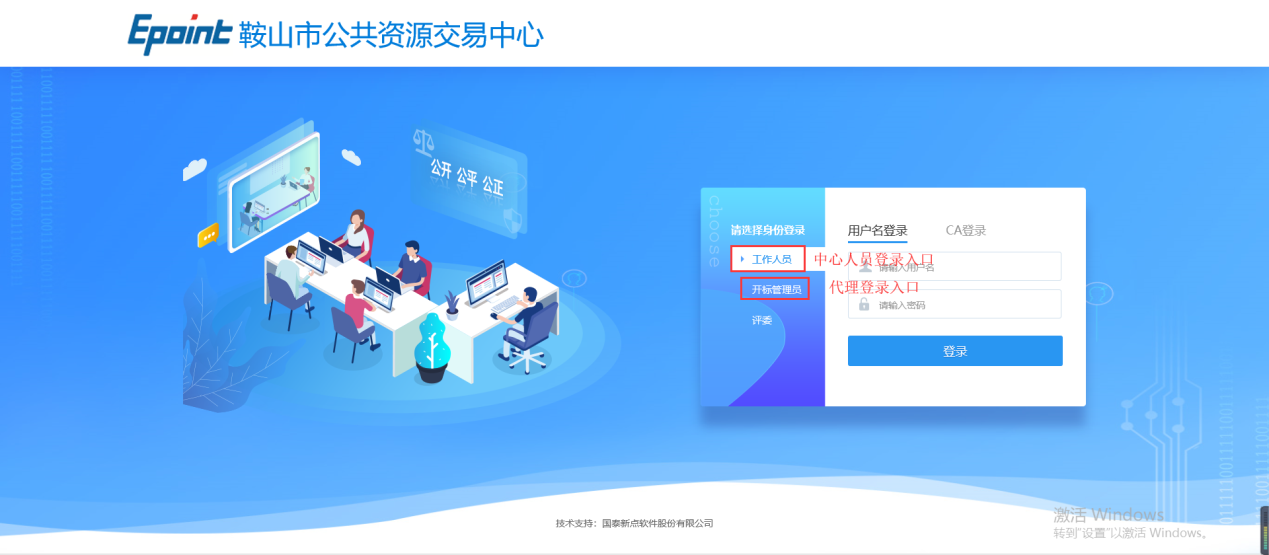 Epoint 鞍山市公共资源交易中心
公开 公平 公正
choose
请选择身份登录
用户名登录 CA登录
工作人员 中心人员登录入口
请输入用户名
开标管理员 代理登录入口
请输入密码
评委
登录
技术支持：国泰新点软件股份有限公司
激活 Windows
转到"设置"以激活 Windows。